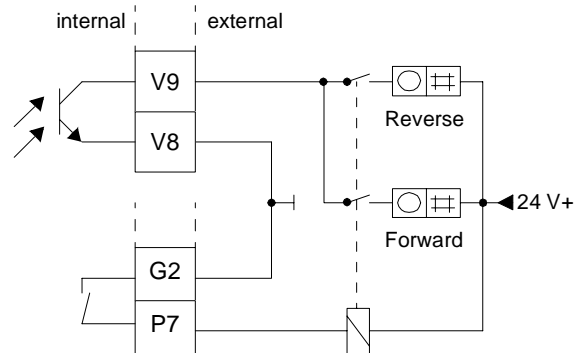 internal external
V9
Reverse
V8
24 V+
Forward
G2
P7